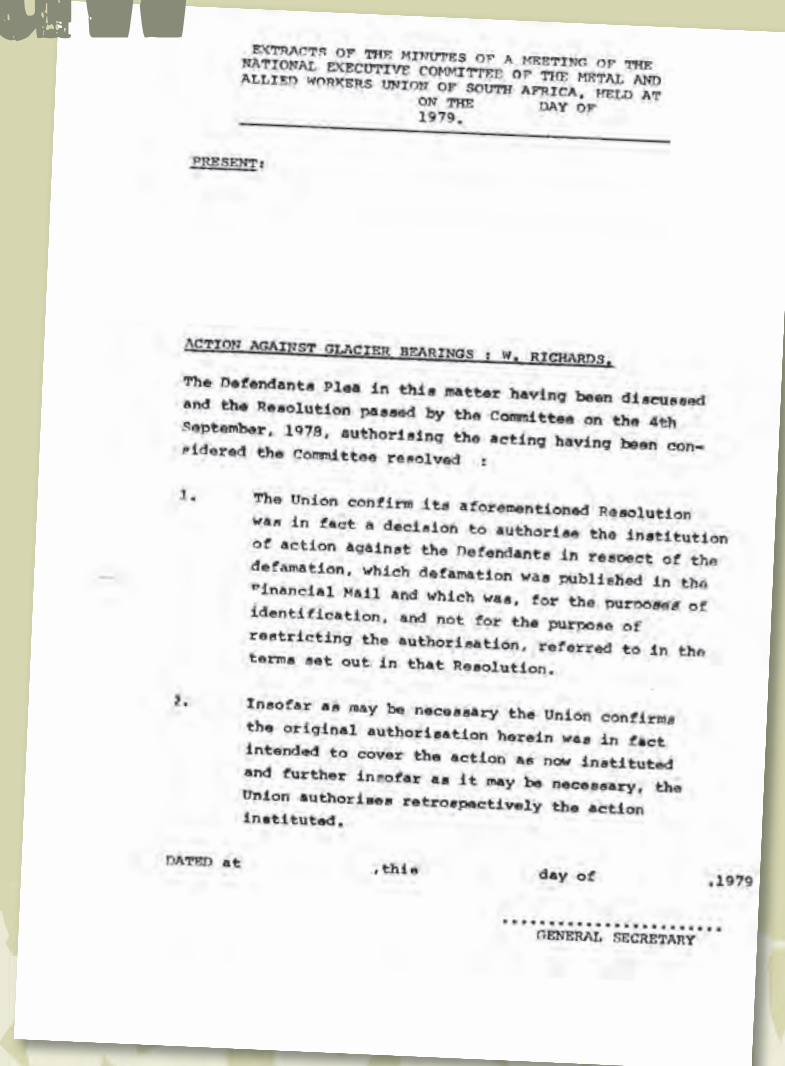 EXTRACTS OF THE MINUTES OF A MEETING OF THE
NATIONAL EXECUTIVE COMMITTEE OF THE METAL AND
ALLIED WORKERS UNION OF SOUTH AFRICA, HELD AT
ON THE DAY OF
1979.
PRESENT:
ACTION AGAINST GLACIER BEARINGS : W. RICHARDS.
The Defendants Plea in this matter having been discussed
and the Resolution passed by the Committee on the 4th
September, 1978, authorising the acting having been con-
sidered the Committee resolved :
1. The Union confirm its aforementioned Resolution
was in fact a decision to authorise the institution
of action against the Defendants in respect of the
defamation, which defamation was published in the
Financial Mail and which was, for the purposes of
identification, and not for the purpose of
restricting the authorisation, referred to in the
terms set out in that Resolution.
2. Insofar as may be necessary the Union confirms
the original authorisation herein was in fact
intended to cover the action as now instituted
and further insofar as it may be necessary, the
Union authorises retrospectively the action
instituted.
DATED at ,this day of ,1979
GENERAL SECRETARY